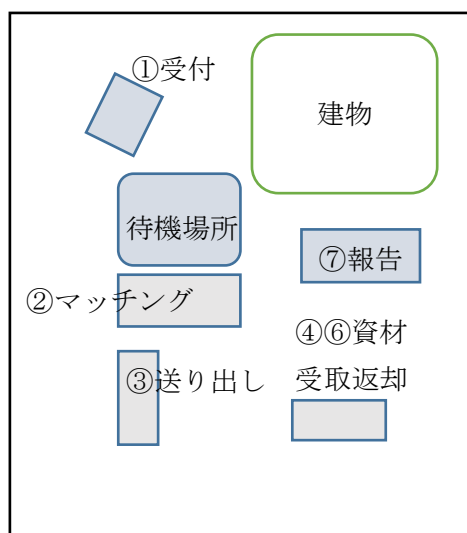 ①受付
建物
待機場所
⑦報告
②マッチング
④⑥資材
受取返却
③送り出し